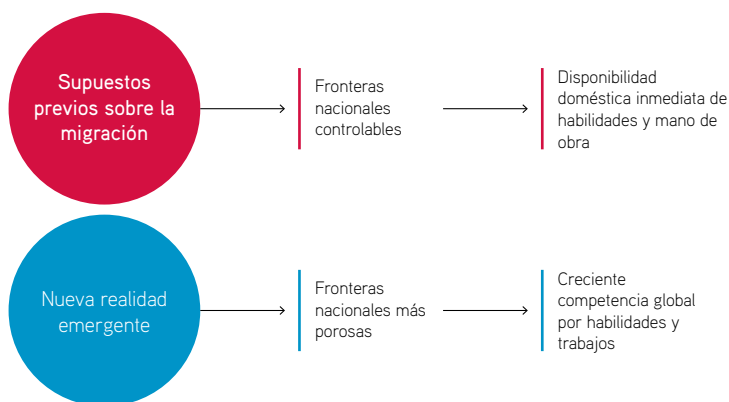 Supuestos
previos sobre la
migración
Fronteras
nacionales
controlables
Disponibilidad
doméstica inmediata de
habilidades y mano de
obra
Nueva realidad
emergente
Fronteras
nacionales más
porosas
Creciente
competencia global
por habilidades y
trabajos